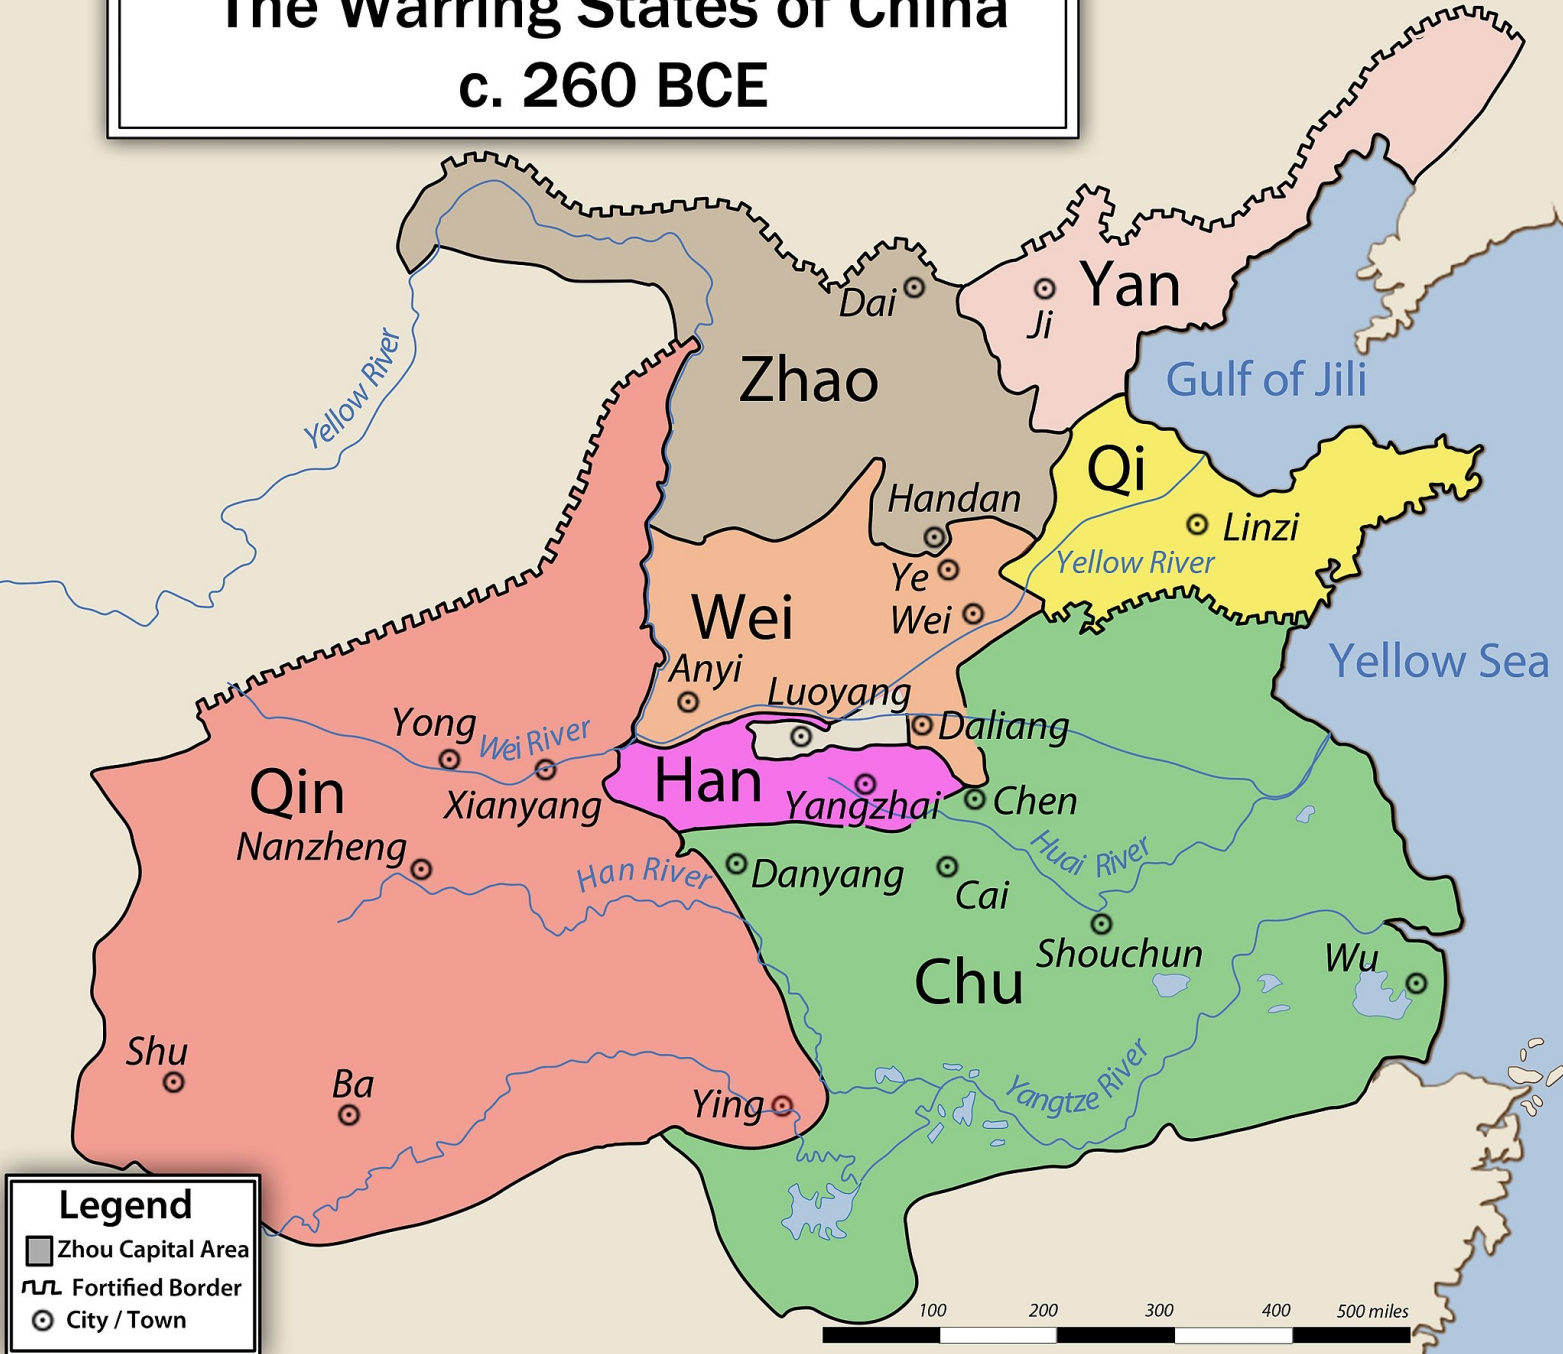 The Warring States of China
c. 260 BCE
Yan
Dai
Ji
Zhao
Yellow River
Gulf of Jili
Qi
Handan
Linzi
Yellow River
Ye
Wei
Wei
Yellow Sea
Anyi
Luoyang
Yong
Wei River
Daliang
Qin
Han
Xianyang
Yangzhai
Chen
Nanzheng
Huai River
Han River
Danyang
Cai
Shouchun
Wu
Chu
Shu
Ba
Ying
Yangtze River
Legend
Zhou Capital Area
Fortified Border
City / Town
100 200 300 400 500 miles